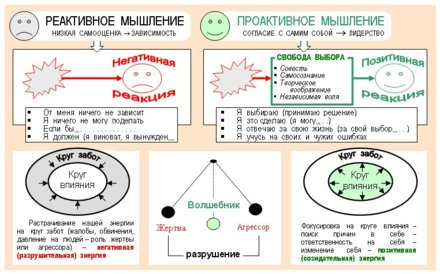 РЕАКТИВНОЕ МЫШЛЕНИЕ
НИЗКАЯ САМООЦЕНКА → ЗАВИСИМОСТЬ
Негативная
реакция
От меня ничего не зависит
Я ничего не могу поделать
Если бы…
Я должен (я виноват, я вынужден…
Круг забот
Круг
влияния
Растрачивание нашей энергии
на круг забот (жалобы, обвинения,
давление на людей – роль жертвы
или агрессора) – негативная
(разрушительная) энергия
Волшебник
Жертва
Агрессор
разрушение
ПРОАКТИВНОЕ МЫШЛЕНИЕ
СОГЛАСИЕ С САМИМ СОБОЙ → ЛИДЕРСТВО
СВОБОДА ВЫБОРА
Совесть
Самосознание
Творческое
воображение
Независимая воля
Позитивная
реакция
Я выбираю (принимаю решение)
Я это сделаю (я могу…)
Я отвечаю за свою жизнь (за свой выбор…)
Я учусь на своих и чужих ошибках
Круг забот
Круг
влияния
Фокусировка на круге влияния –
поиск причин в себе –
ответственность на себя –
изменение себя – позитивная
(созидательная) энергия